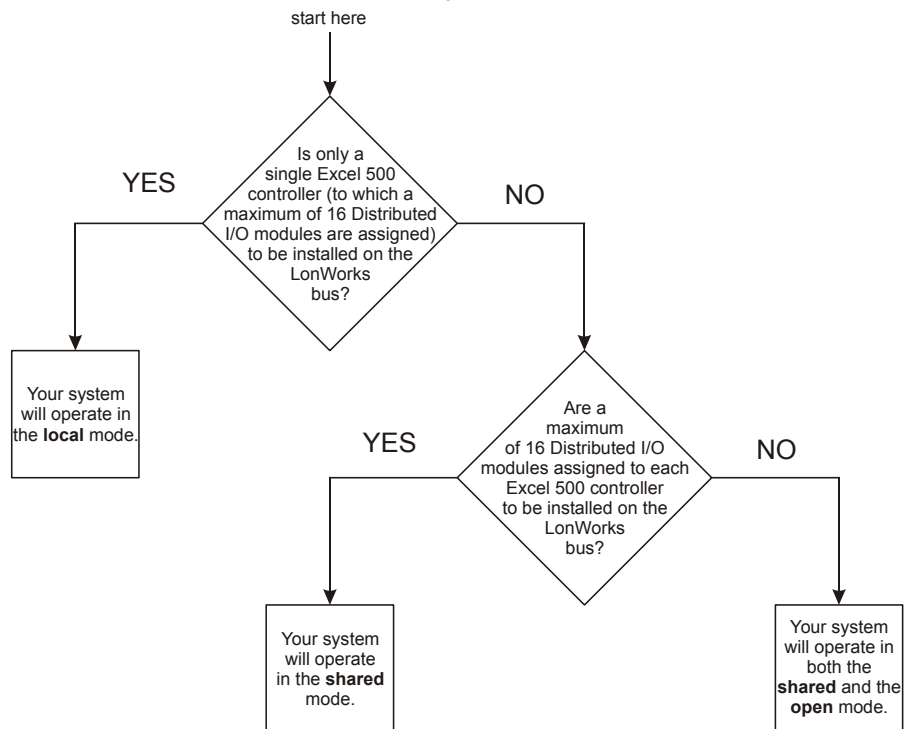 start here
Is only a
single Excel 500
controller (to which a
maximum of 16 Distributed
I/O modules are assigned)
to be installed on the
LonWorks
bus?
YES
NO
Your system
will operate in
the local mode.
Are a
maximum
of 16 Distributed I/O
modules assigned to each
Excel 500 controller
to be installed on the
LonWorks
bus?
YES
NO
Your system
will operate
in the shared
mode.
Your system
will operate in
both the
shared and the
open mode.